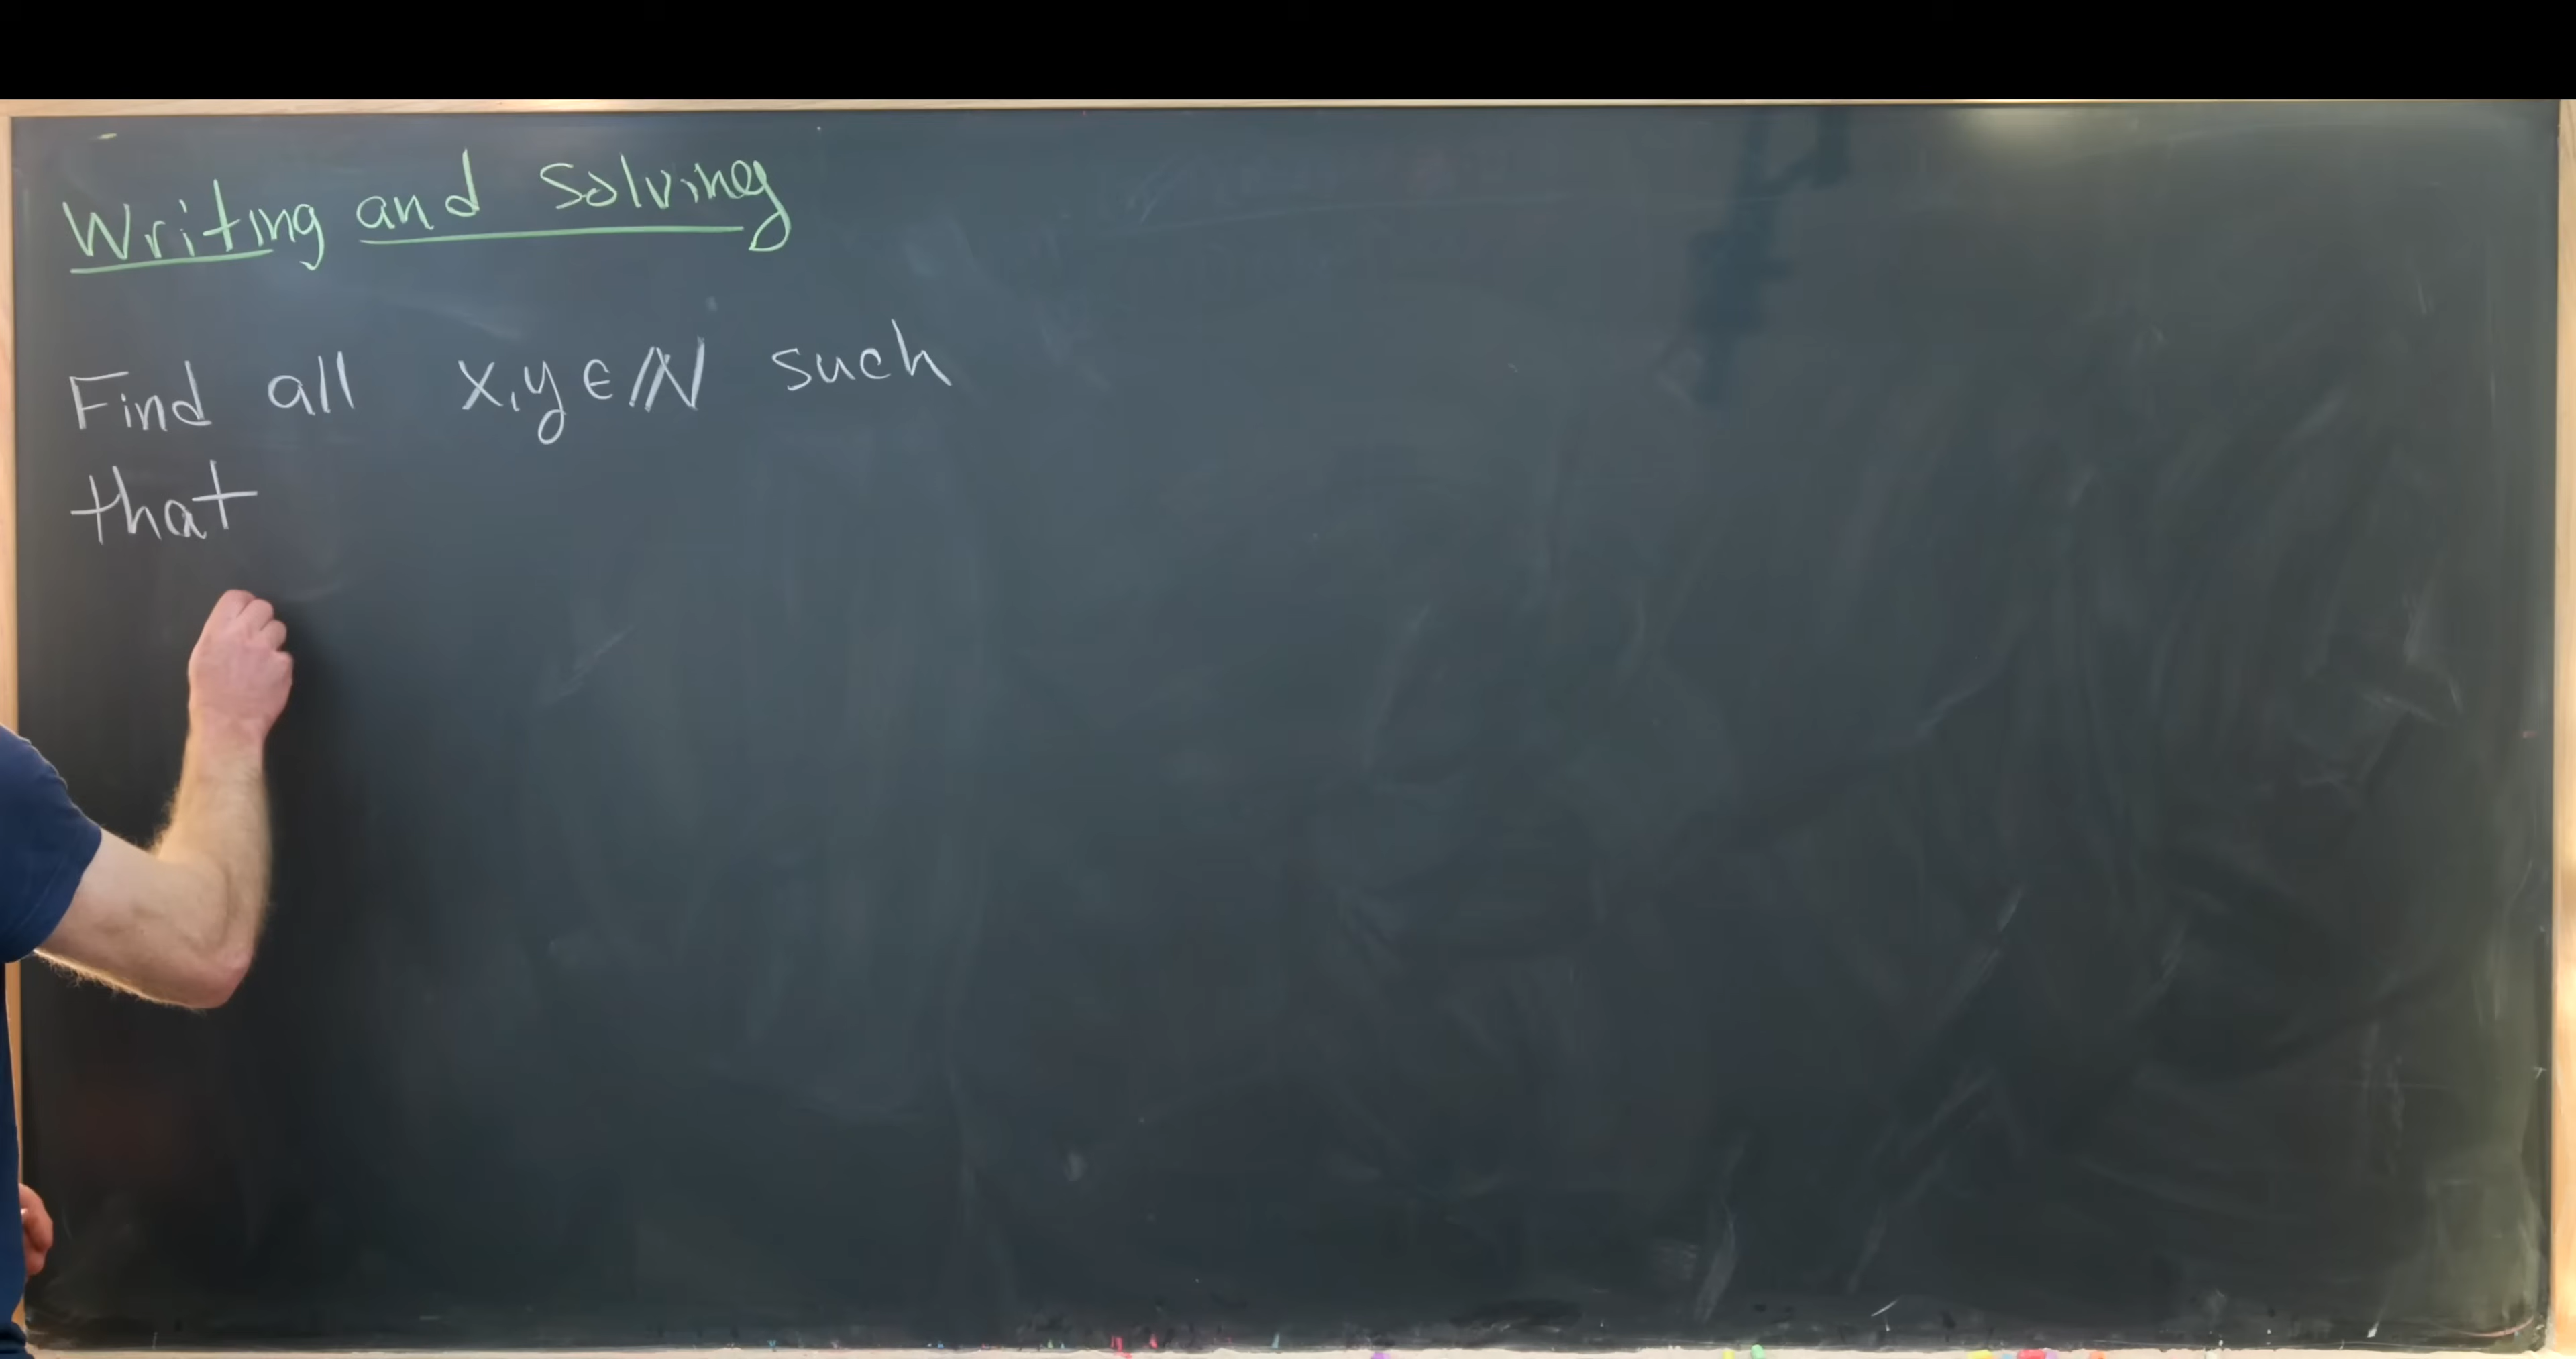 Writing and Solving
Find all x,y∈ℕ such
that